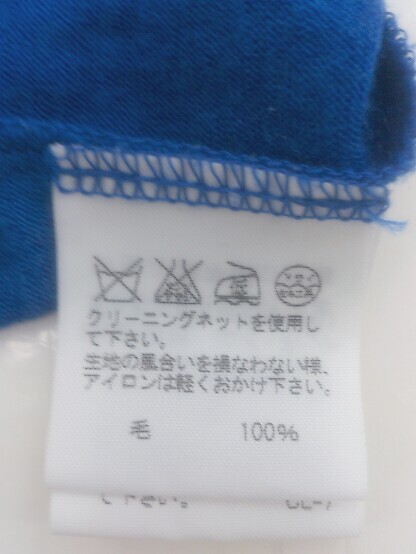 クリーニングネットを使用し
て下さい。
生地の風合いを損なわない様、
アイロンは軽くおかけ下さい。
毛 100%